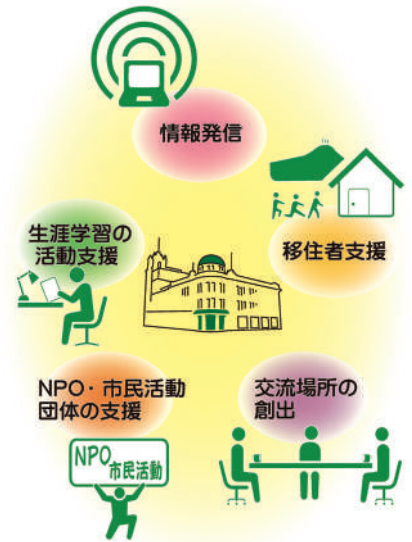 情報発信
移住者支援
生涯学習の
活動支援
NPO・市民活動
団体の支援
NPO
市民活動
交流場所の
創出